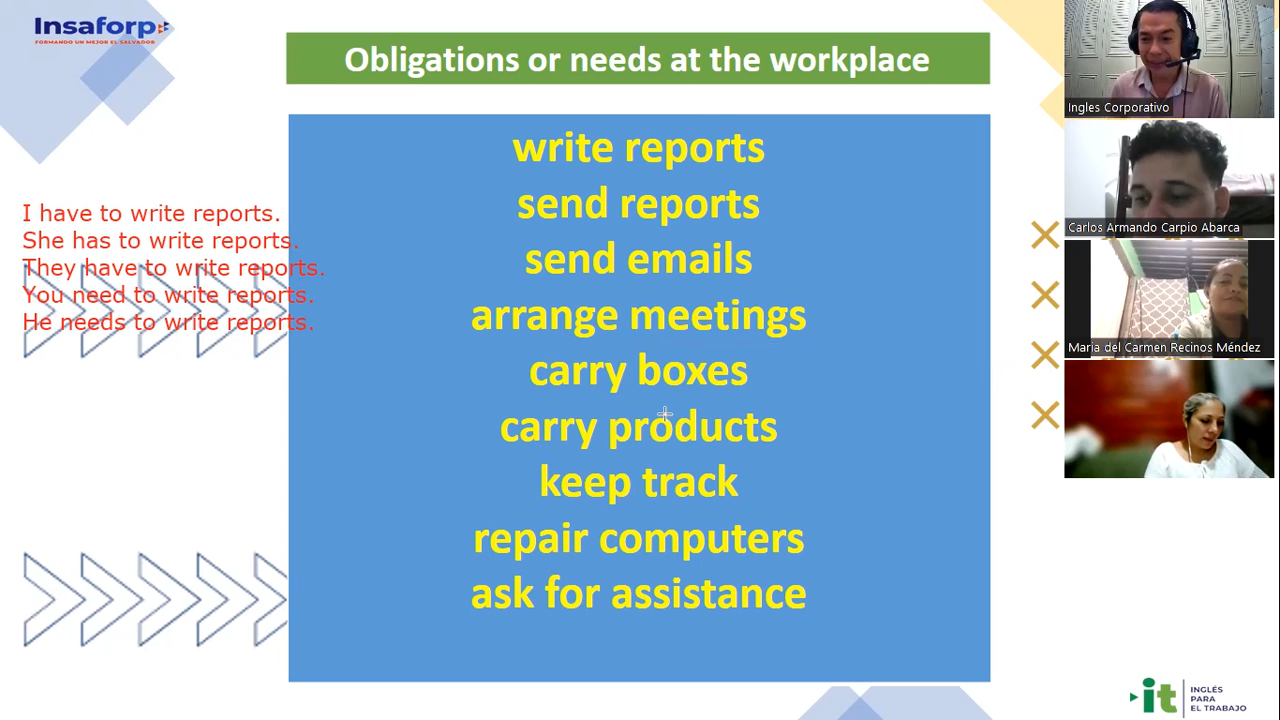 Insaforp
FORMANDO UN MEJOR EL SALVADOR
Obligations or needs at the workplace
write reports
send reports
send emails
arrange meetings
carry boxes
carry products
keep track
repair computers
ask for assistance
I have to write reports.
She has to write reports.
They have to write reports.
You need to write reports.
He needs to write reports.
Ingles Corporativo
Carlos Armando Carpio Abarca
Maria del Carmen Recinos Méndez
it
INGLÉS
PARA
EL TRABAJO